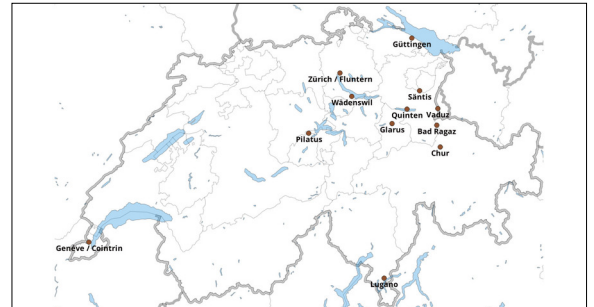 Güttingen
Zürich / Fluntern
Säntis
Wädenswil
Quinten Vaduz
Glarus
Bad Ragaz
Pilatus
Chur
Genève / Cointrin
Lugano